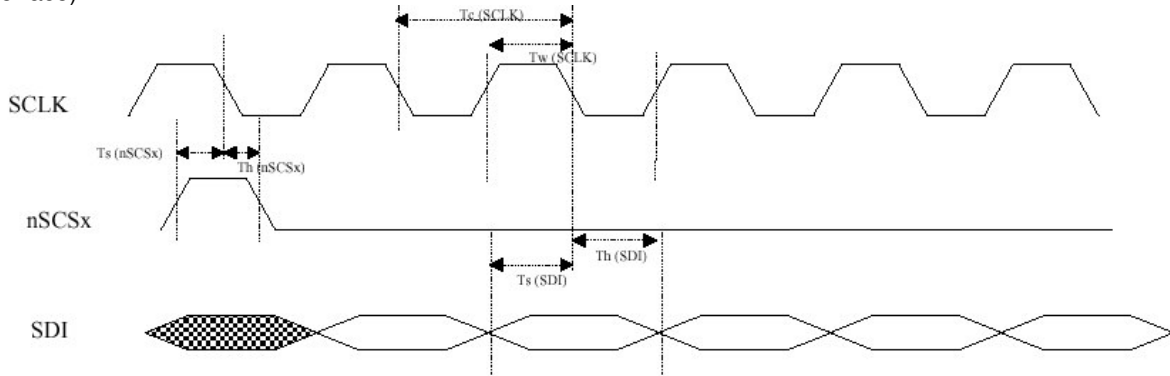 Tc (SCLK)
Tw (SCLK)
SCLK
Ts (nSCSx)
Th (nSCSx)
nSCSx
Ts (SDI)
Th (SDI)
SDI